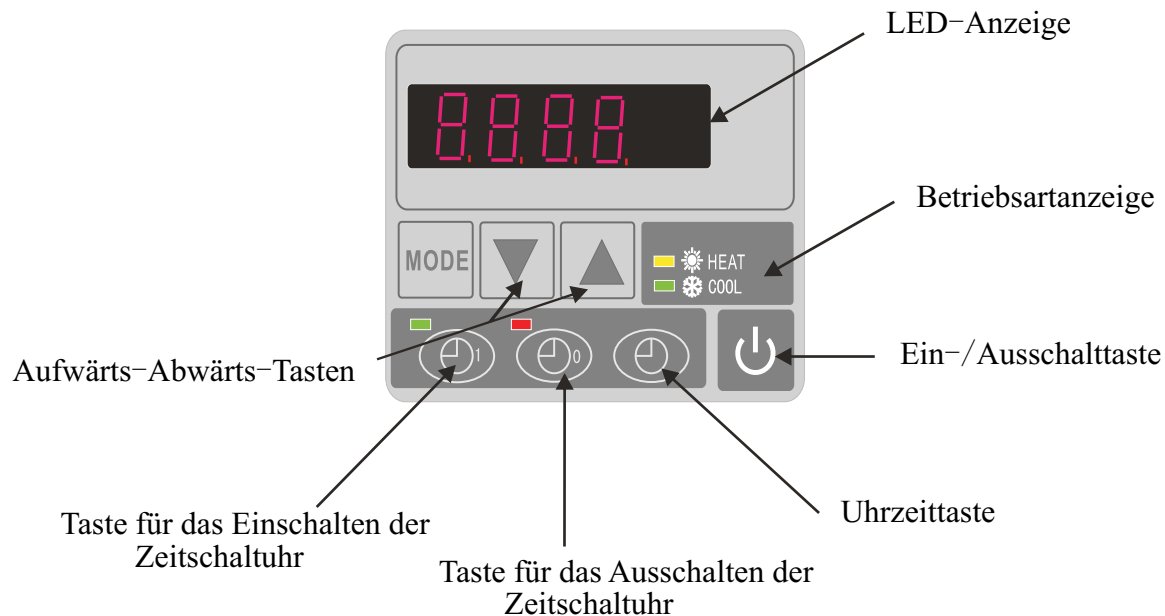 LED-Anzeige
8.8.8.8.
Betriebsartanzeige
MODE
HEAT
COOL
1
0
Aufwärts-Abwärts-Tasten
Ein-/Ausschalttaste
Taste für das Einschalten der
Zeitschaltuhr
Uhrzeittaste
Taste für das Ausschalten der
Zeitschaltuhr